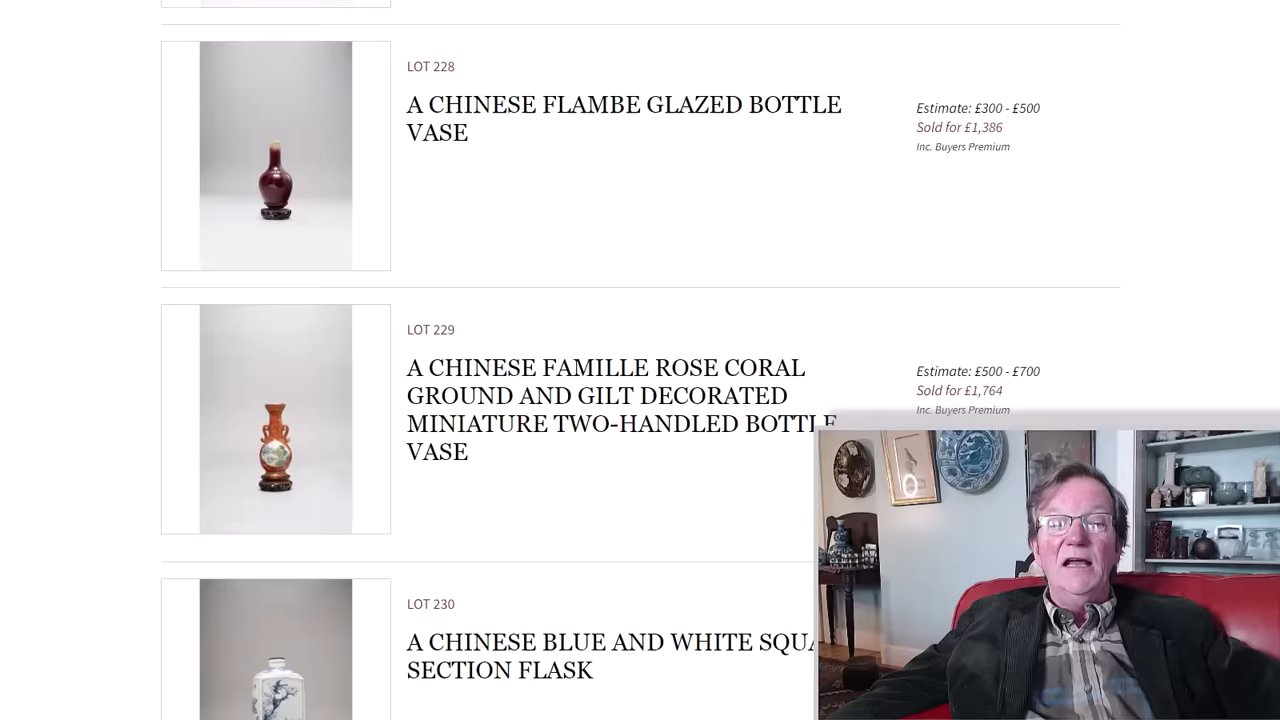 LOT 228
A CHINESE FLAMBE GLAZED BOTTLE
VASE
Estimate: £300 - £500
Sold for £1,386
Inc. Buyers Premium
LOT 229
A CHINESE FAMILLE ROSE CORAL
GROUND AND GILT DECORATED
MINIATURE TWO-HANDLED BOTTLE
VASE
Estimate: £500 - £700
Sold for £1,764
Inc. Buyers Premium
LOT 230
A CHINESE BLUE AND WHITE SQUA
SECTION FLASK